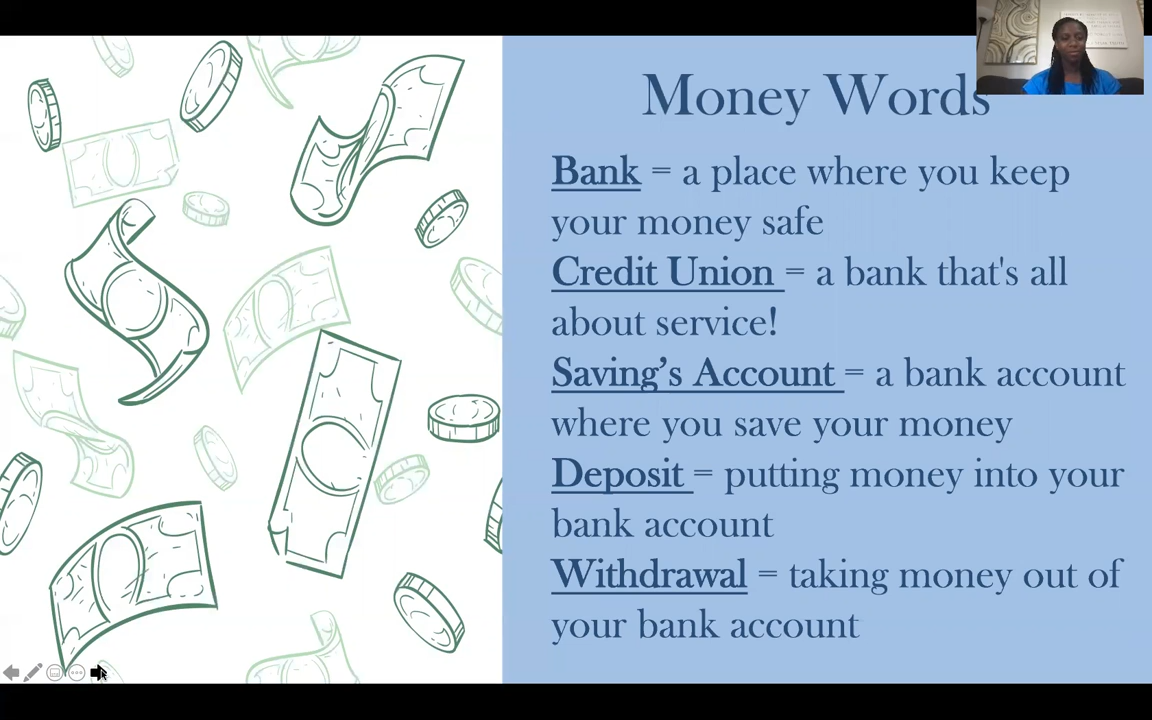 Money Words
Bank = a place where you keep
your money safe
Credit Union = a bank that's all
about service!
Saving’s Account = a bank account
where you save your money
Deposit = putting money into your
bank account
Withdrawal = taking money out of
your bank account